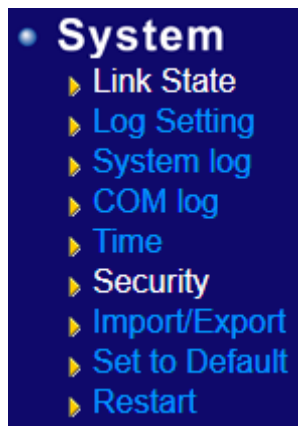 System
Link State
Log Setting
System log
COM log
Time
Security
Import/Export
Set to Default
Restart